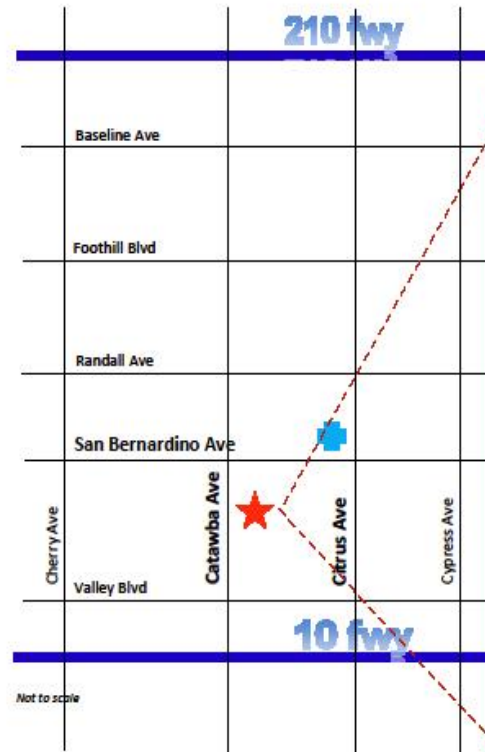 210 fwy
Baseline Ave
Foothill Blvd
Randall Ave
San Bernardino Ave
Cherry Ave
Catawba Ave
Citrus Ave
Cypress Ave
Valley Blvd
10 fwy
Not to scale